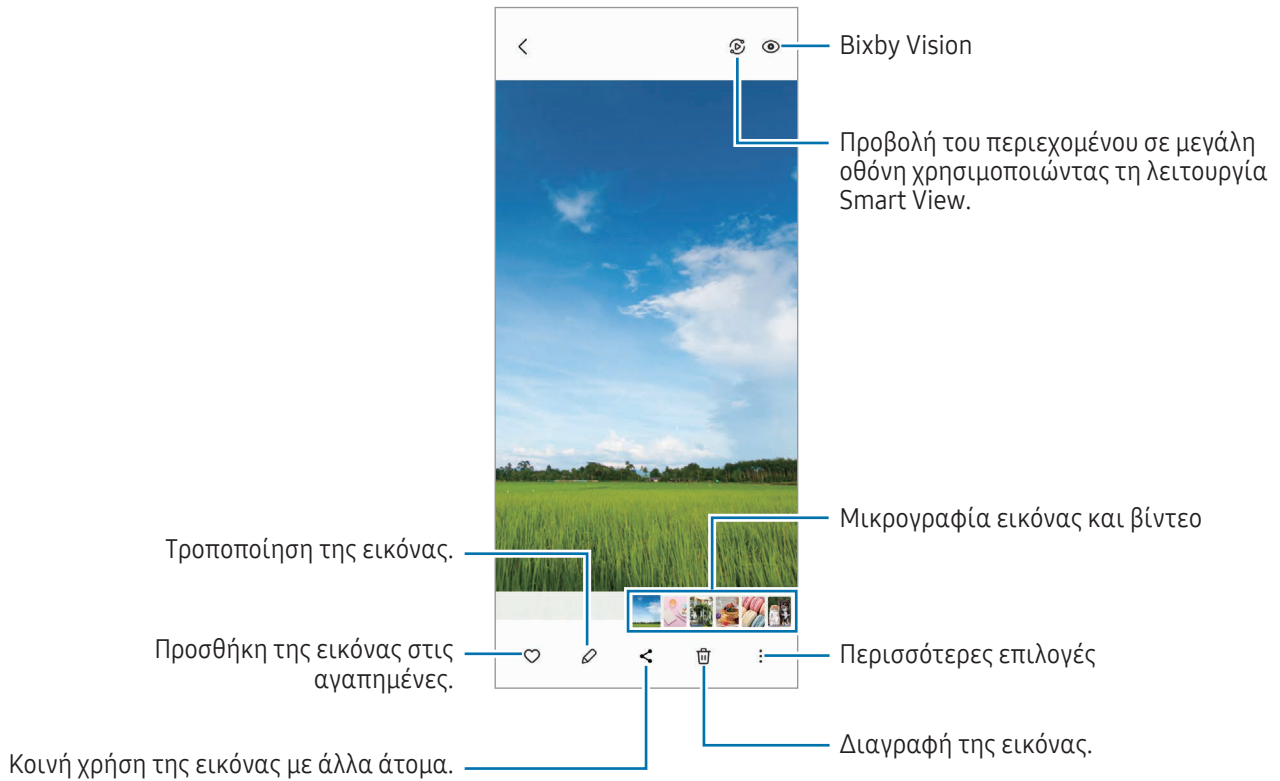 Bixby Vision
Προβολή του περιεχομένου σε μεγάλη
οθόνη χρησιμοποιώντας τη λειτουργία
Smart View.
Μικρογραφία εικόνας και βίντεο
Τροποποίηση της εικόνας.
Προσθήκη της εικόνας στις
αγαπημένες.
Περισσότερες επιλογές
Διαγραφή της εικόνας.
Κοινή χρήση της εικόνας με άλλα άτομα.